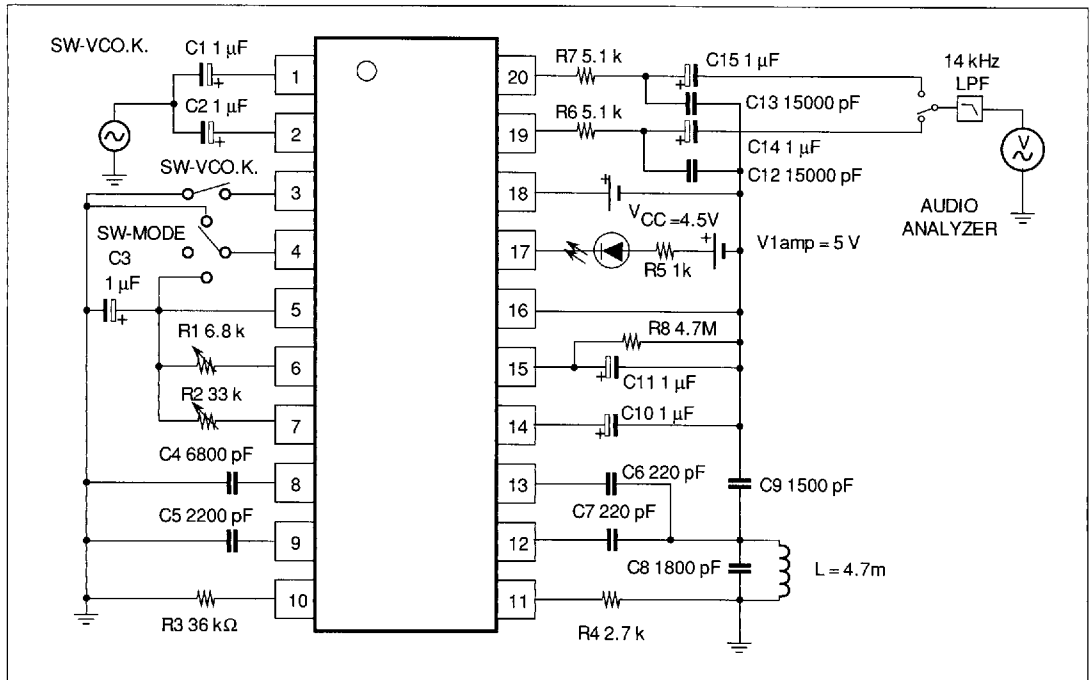 SW-VCO.K.
C1 1 µF
+
C2 1 µF
+
SW-VCO.K.
SW-MODE
C3
1 µF
+
R1 6.8 k
R2 33 k
C4 6800 pF
C5 2200 pF
R3 36 kΩ
1
2
3
4
5
6
7
8
9
10
20
19
18
17
16
15
14
13
12
11
R7 5.1 k
C15 1 µF
+
C13 15000 pF
R6 5.1 k
+
C14 1 µF
C12 15000 pF
+
VCC=4.5V
+
V1amp = 5 V
R5 1k
R8 4.7M
+
C11 1 µF
C10 1 µF
+
C6 220 pF
C9 1500 pF
C7 220 pF
C8 1800 pF
L = 4.7m
R4 2.7 k
14 kHz
LPF
V
AUDIO
ANALYZER